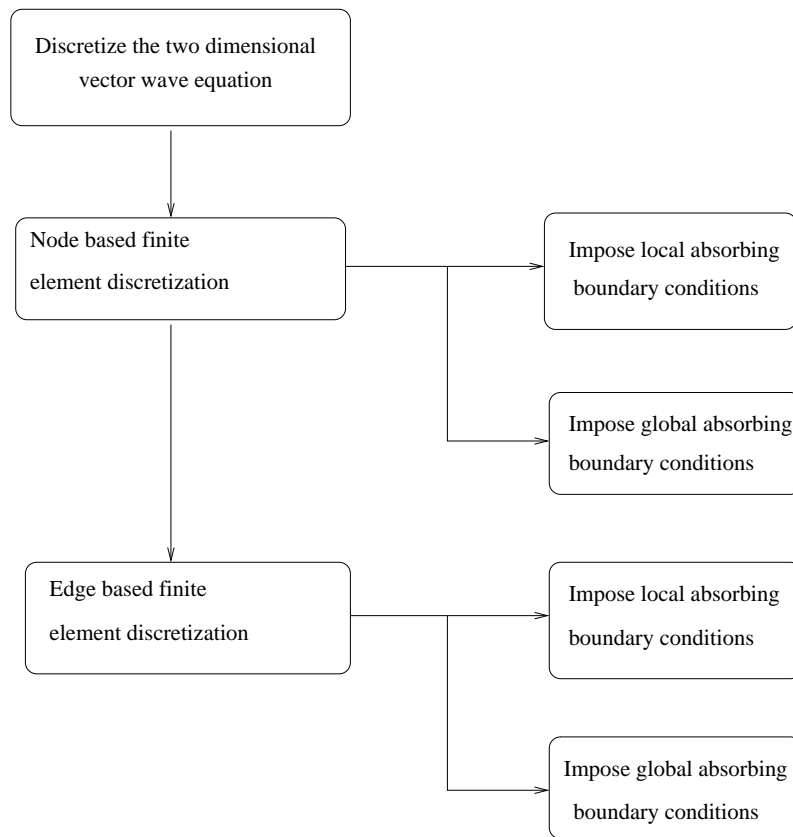 Discretize the two dimensional
vector wave equation
Node based finite
element discretization
Impose local absorbing
boundary conditions
Impose global absorbing
boundary conditions
Edge based finite
element discretization
Impose local absorbing
boundary conditions
Impose global absorbing
boundary conditions